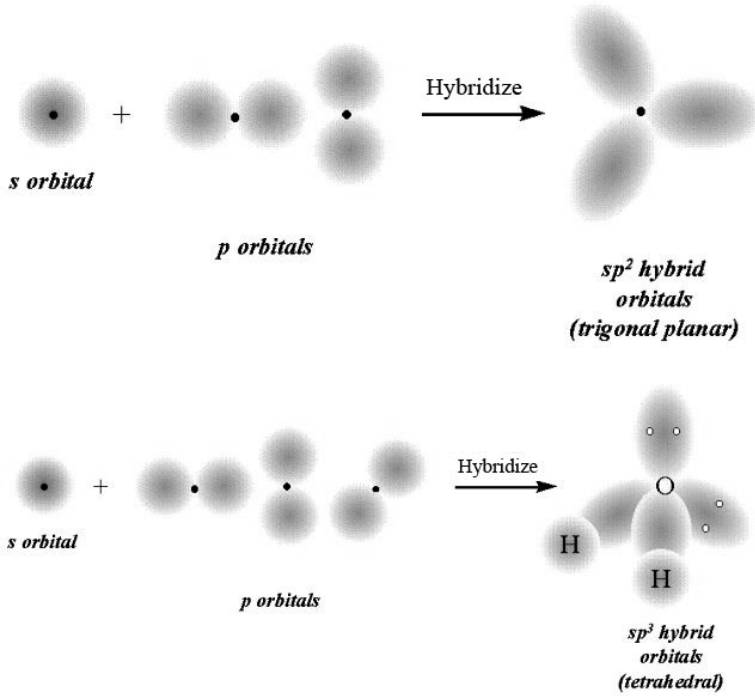 Hybridize
+
s orbital
p orbitals
sp² hybrid
orbitals
(trigonal planar)
Hybridize
+
O
H
H
s orbital
p orbitals
sp³ hybrid
orbitals
(tetrahedral)